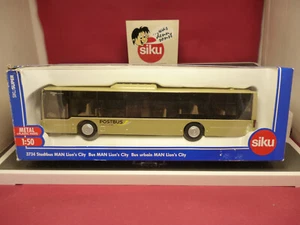 siku
SUPER
METAL
1:50
POSTBUS
siku
3734 Stadtbus MAN Lion's City Bus MAN Lion's City Bus urbain MAN Lion's City